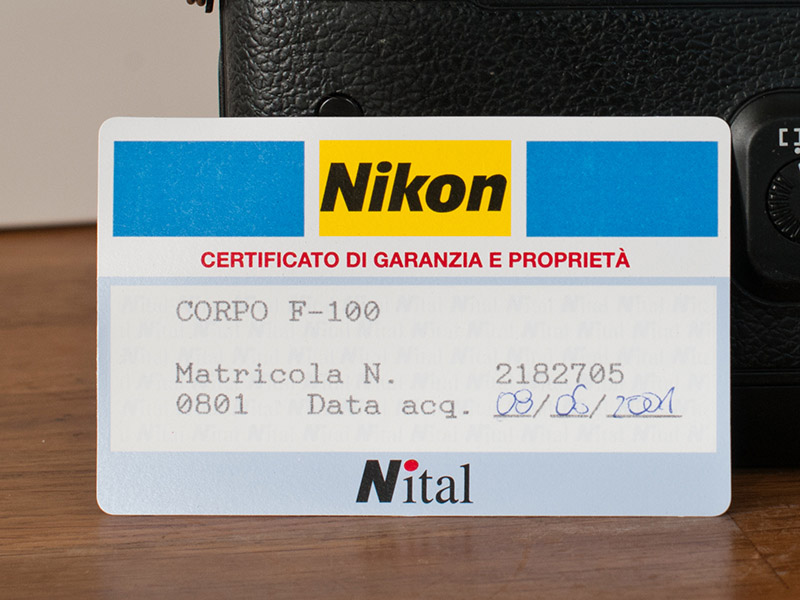 Nikon
CERTIFICATO DI GARANZIA E PROPRIETÀ
CORPO F-100
Matricola N. 2182705
0801 Data acq. 08/06/2001
Nital